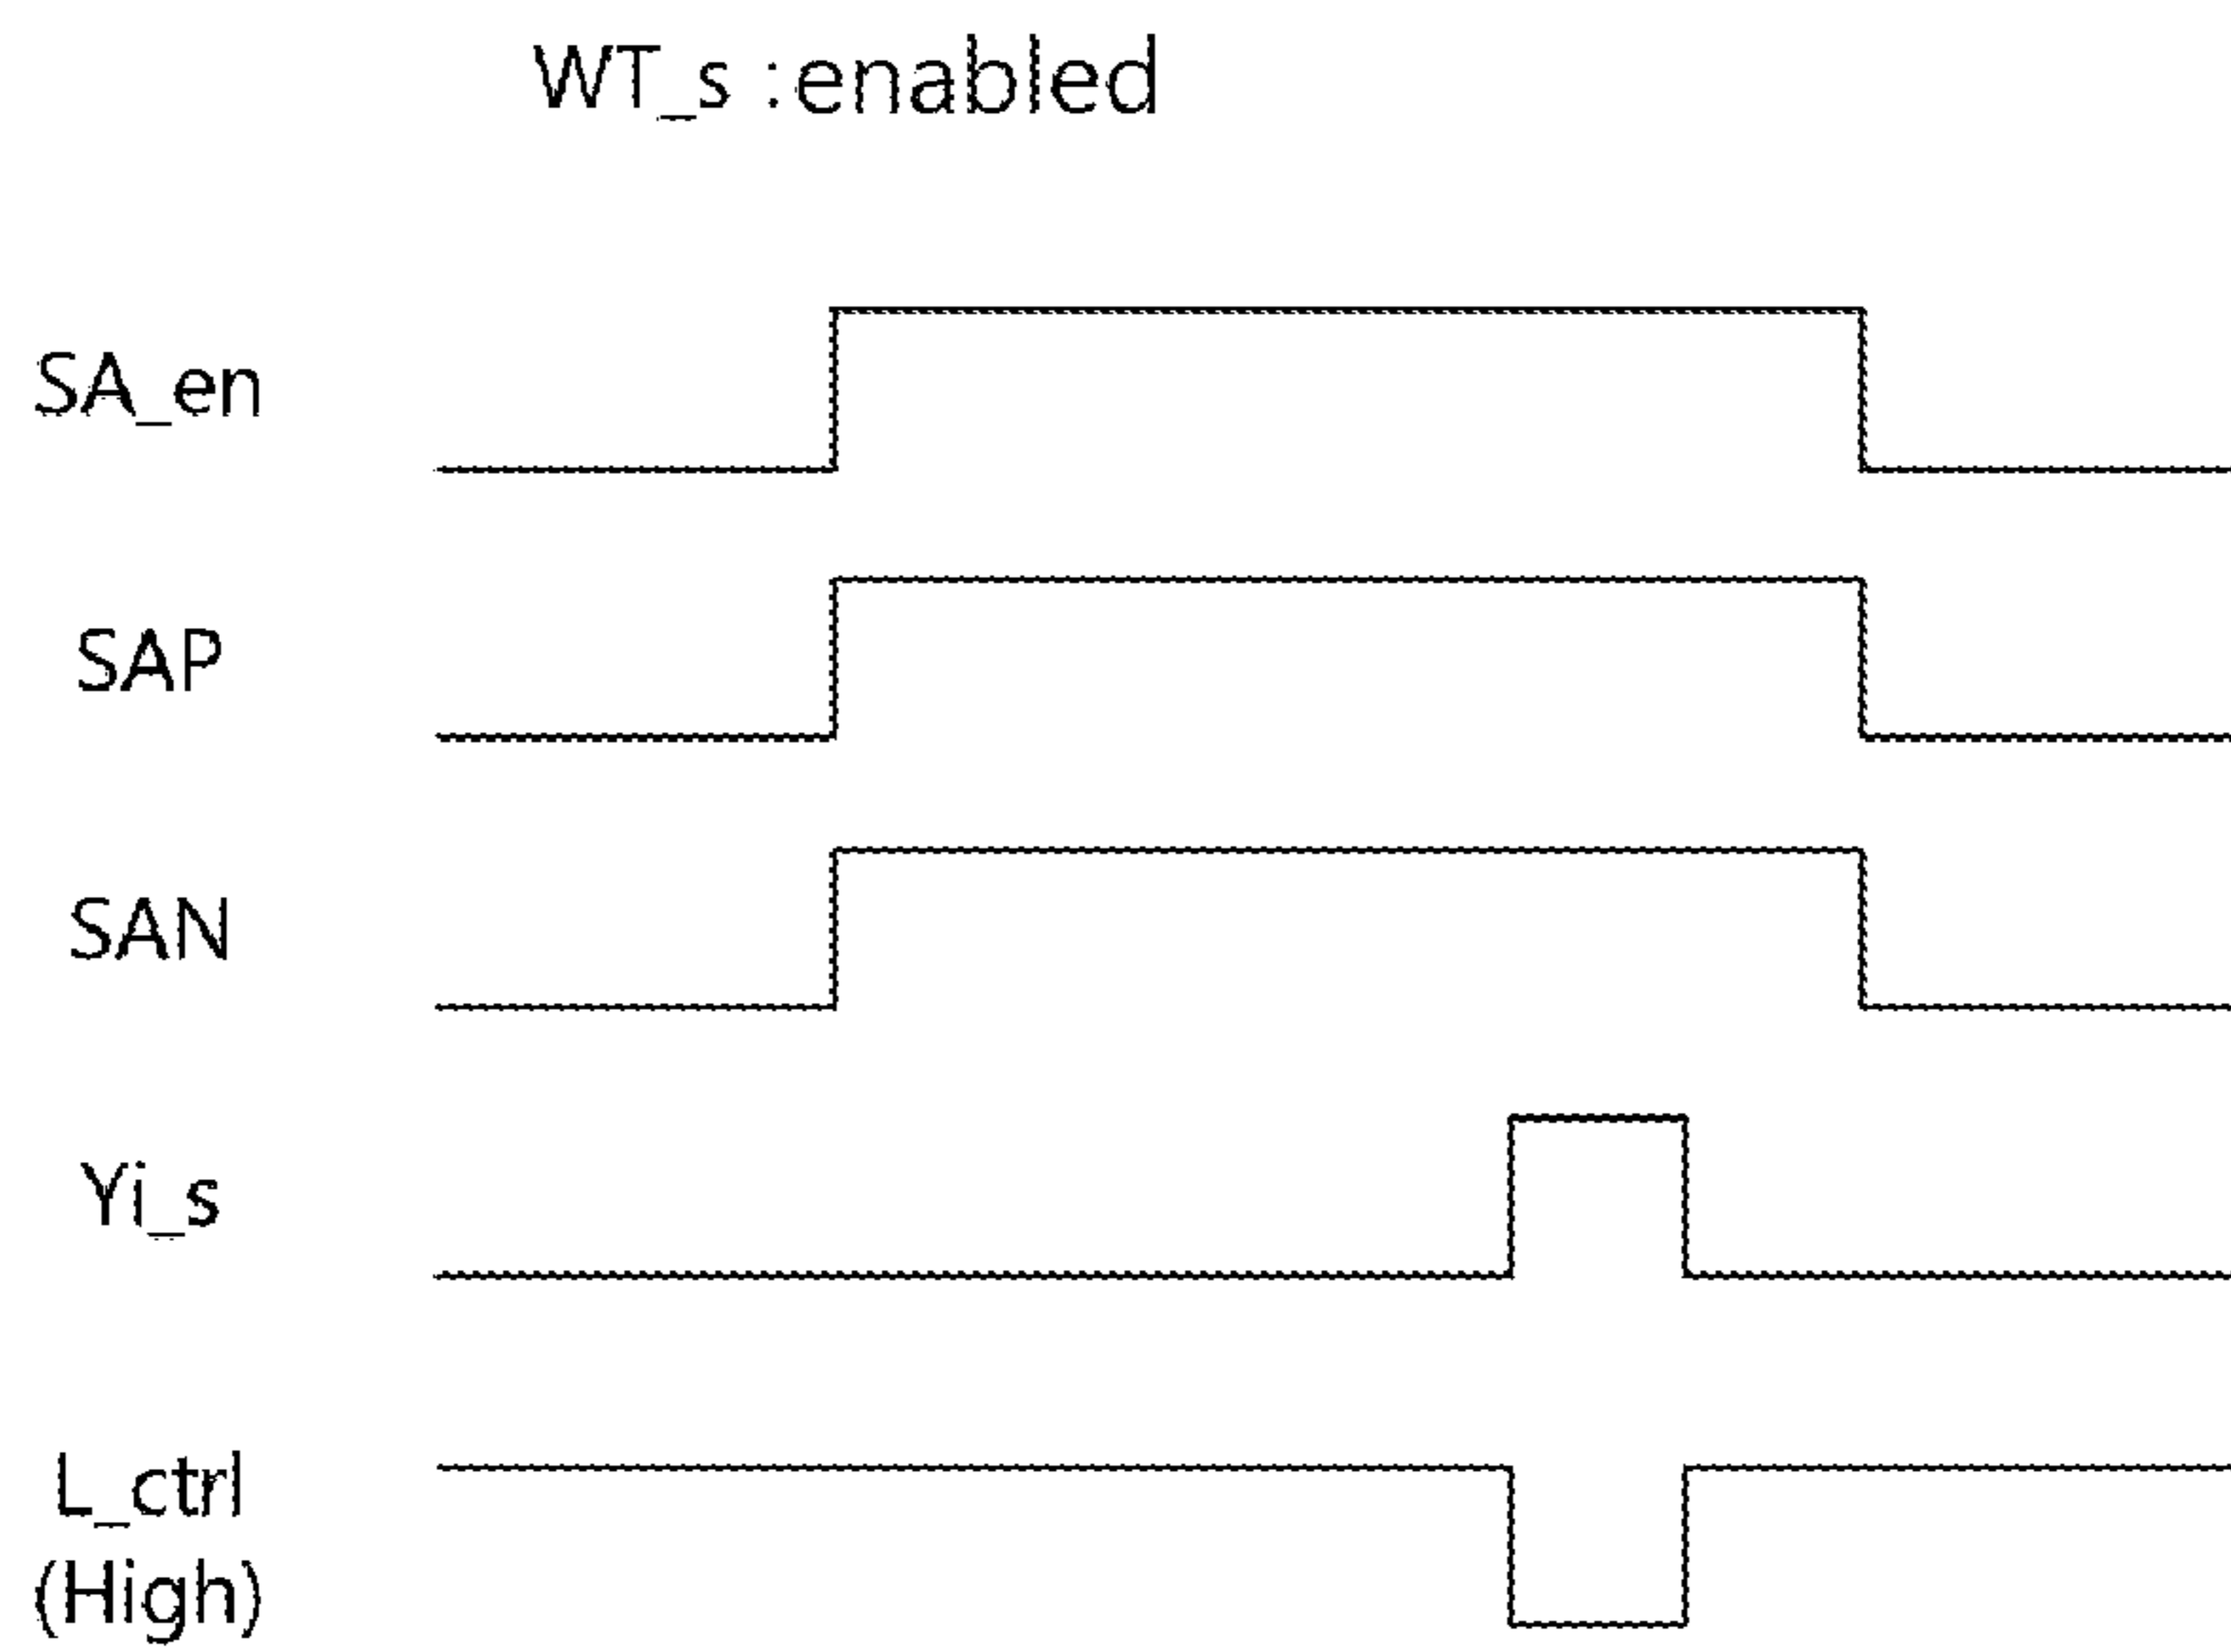 WT_s :enabled
SA_en
SAP
SAN
Yi_s
L_ctrl
(High)